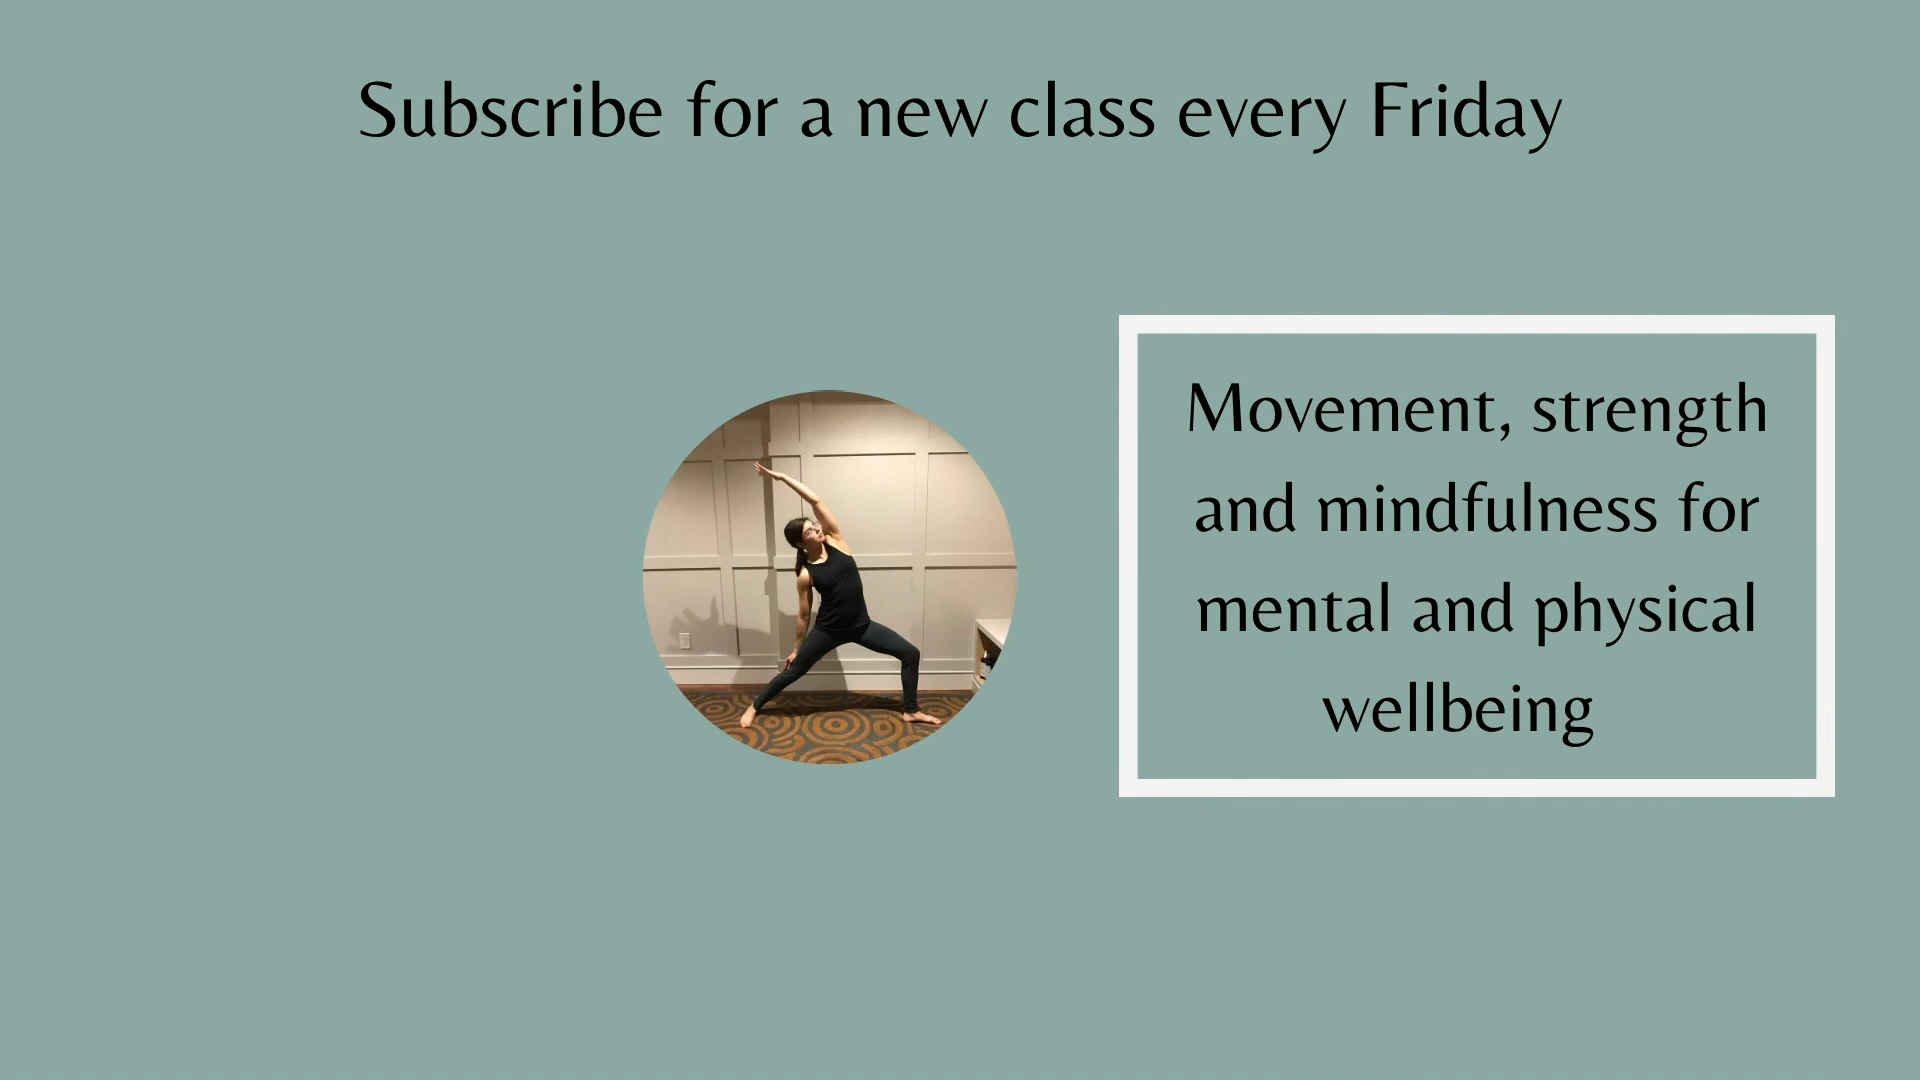 Subscribe for a new class every Friday
Movement, strength
and mindfulness for
mental and physical
wellbeing